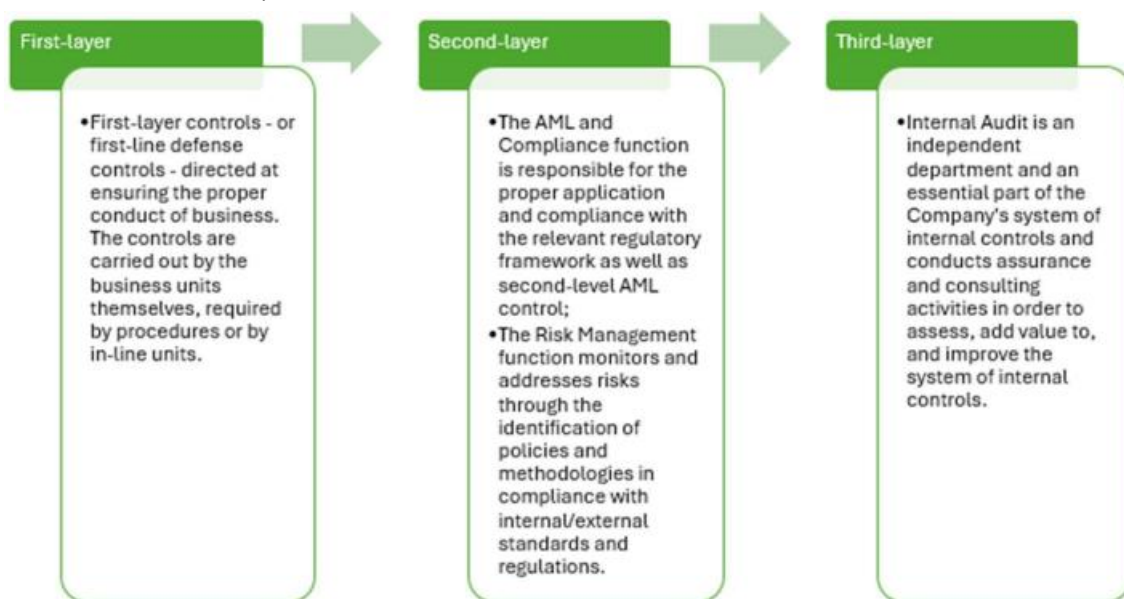 First-layer
•First-layer controls - or
first-line defense
controls - directed at
ensuring the proper
conduct of business.
The controls are
carried out by the
business units
themselves, required
by procedures or by
in-line units.
Second-layer
•The AML and
Compliance function
is responsible for the
proper application
and compliance with
the relevant regulatory
framework as well as
second-level AML
control;
•The Risk Management
function monitors and
addresses risks
through the
identification of
policies and
methodologies in
compliance with
internal/external
standards and
regulations.
Third-layer
•Internal Audit is an
independent
department and an
essential part of the
Company's system of
internal controls and
conducts assurance
and consulting
activities in order to
assess, add value to,
and improve the
system of internal
controls.